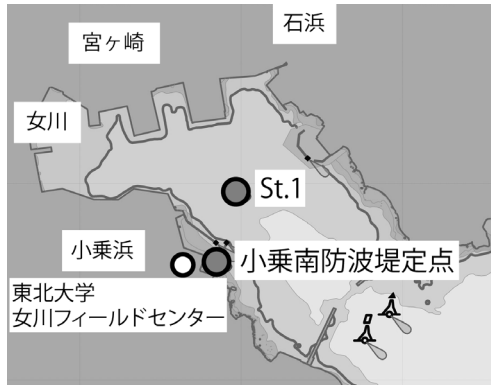 石浜
宮ヶ崎
女川
St.1
小乗浜
小乗南防波堤定点
東北大学
女川フィールドセンター